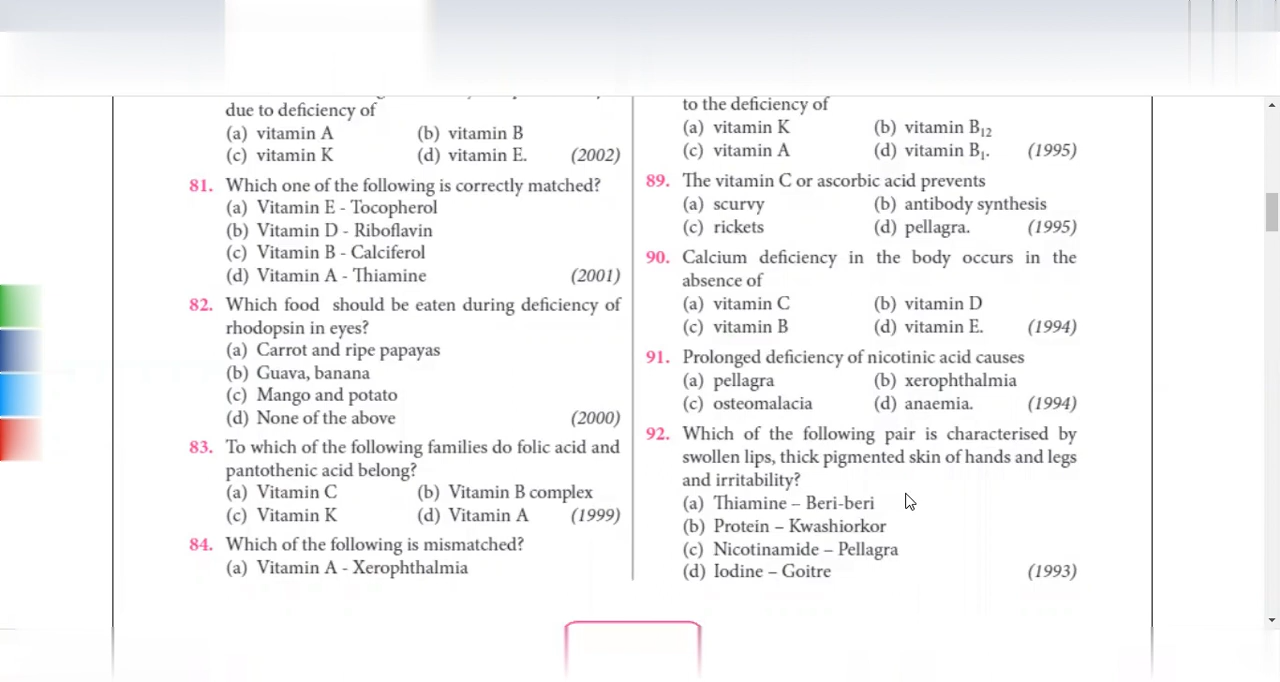 due to deficiency of
(a) vitamin A (b) vitamin B
(c) vitamin K (d) vitamin E. (2002)
81. Which one of the following is correctly matched?
(a) Vitamin E - Tocopherol
(b) Vitamin D - Riboflavin
(c) Vitamin B - Calciferol
(d) Vitamin A - Thiamine (2001)
82. Which food should be eaten during deficiency of
rhodopsin in eyes?
(a) Carrot and ripe papayas
(b) Guava, banana
(c) Mango and potato
(d) None of the above (2000)
83. To which of the following families do folic acid and
pantothenic acid belong?
(a) Vitamin C (b) Vitamin B complex
(c) Vitamin K (d) Vitamin A (1999)
84. Which of the following is mismatched?
(a) Vitamin A - Xerophthalmia
to the deficiency of
(a) vitamin K (b) vitamin B₁₂
(c) vitamin A (d) vitamin B₁. (1995)
89. The vitamin C or ascorbic acid prevents
(a) scurvy (b) antibody synthesis
(c) rickets (d) pellagra. (1995)
90. Calcium deficiency in the body occurs in the
absence of
(a) vitamin C (b) vitamin D
(c) vitamin B (d) vitamin E. (1994)
91. Prolonged deficiency of nicotinic acid causes
(a) pellagra (b) xerophthalmia
(c) osteomalacia (d) anaemia. (1994)
92. Which of the following pair is characterised by
swollen lips, thick pigmented skin of hands and legs
and irritability?
(a) Thiamine – Beri-beri
(b) Protein – Kwashiorkor
(c) Nicotinamide – Pellagra
(d) Iodine – Goitre (1993)